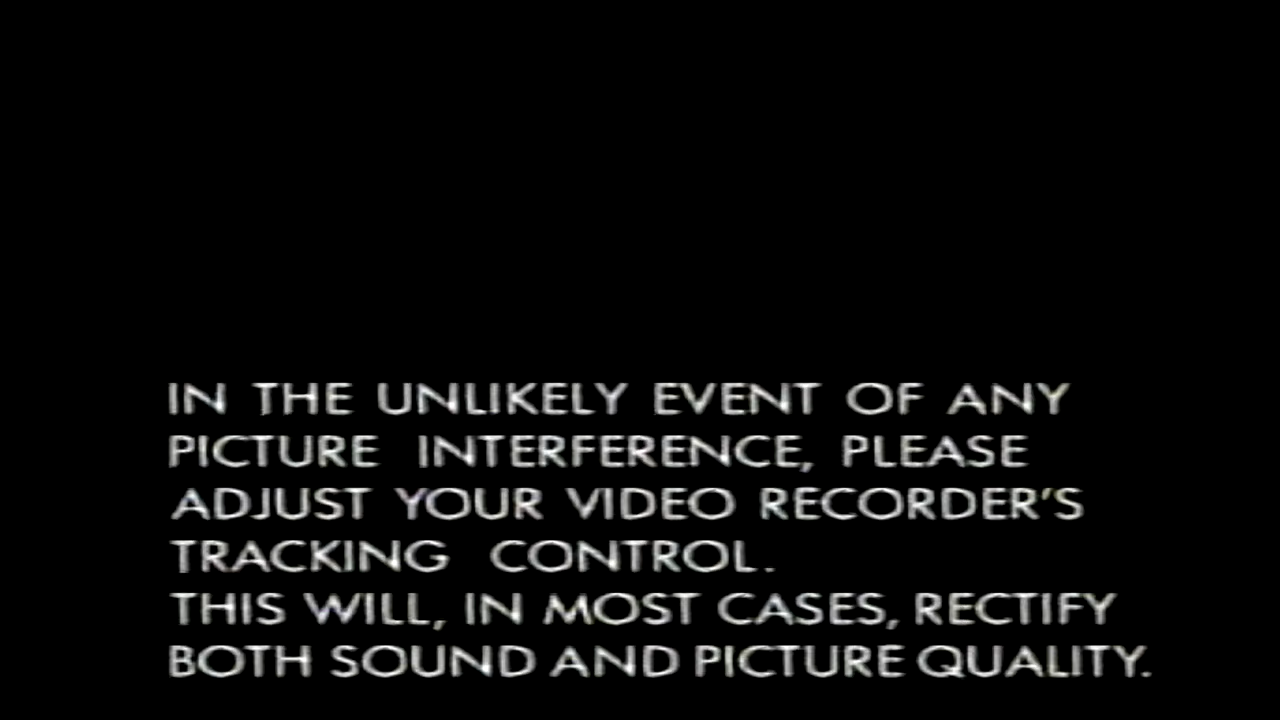 IN THE UNLIKELY EVENT OF ANY
PICTURE INTERFERENCE, PLEASE
ADJUST YOUR VIDEO RECORDER'S
TRACKING CONTROL.
THIS WILL, IN MOST CASES, RECTIFY
BOTH SOUND AND PICTURE QUALITY.